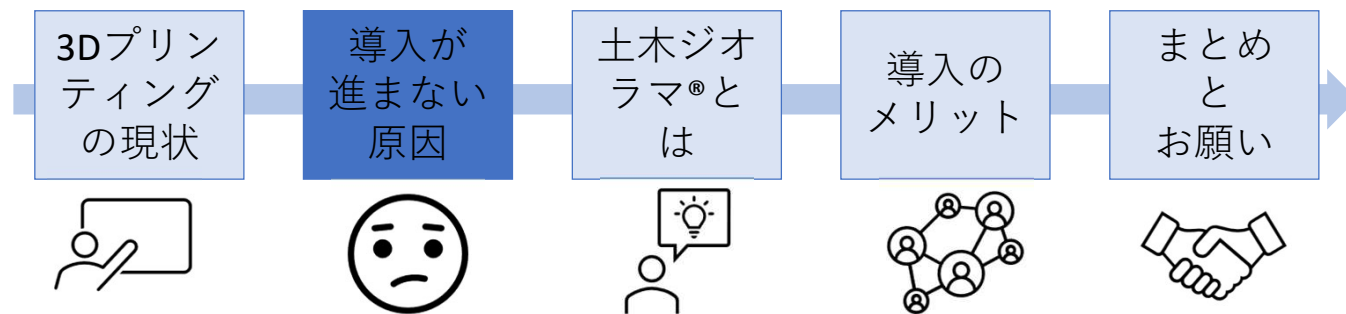 3Dプリン
ティング
の現状
導入が
進まない
原因
土木ジオ
ラマ®と
は
導入の
メリット
まとめ
と
お願い